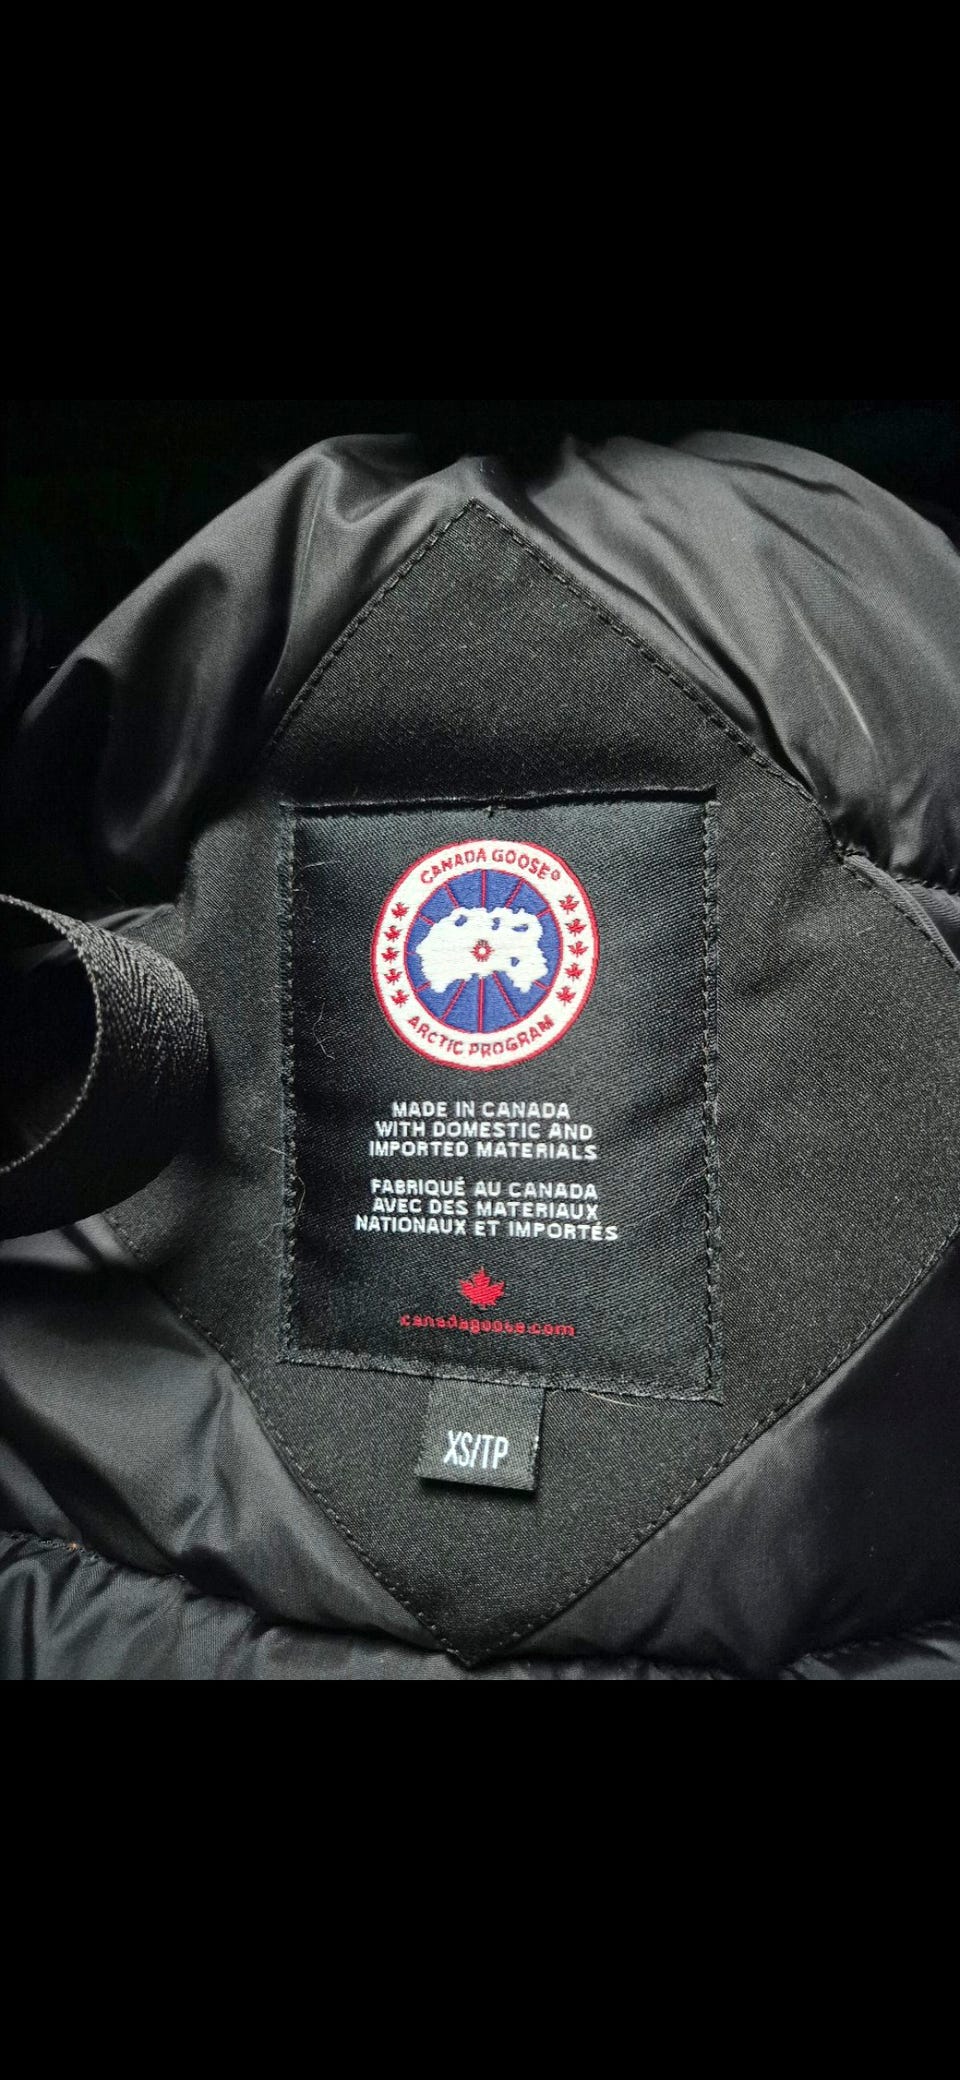 CANADA GOOSE®
ARCTIC PROGRAM
MADE IN CANADA
WITH DOMESTIC AND
IMPORTED MATERIALS
FABRIQUÉ AU CANADA
AVEC DES MATERIAUX
NATIONAUX ET IMPORTÉS
canadagoose.com
XS/TP